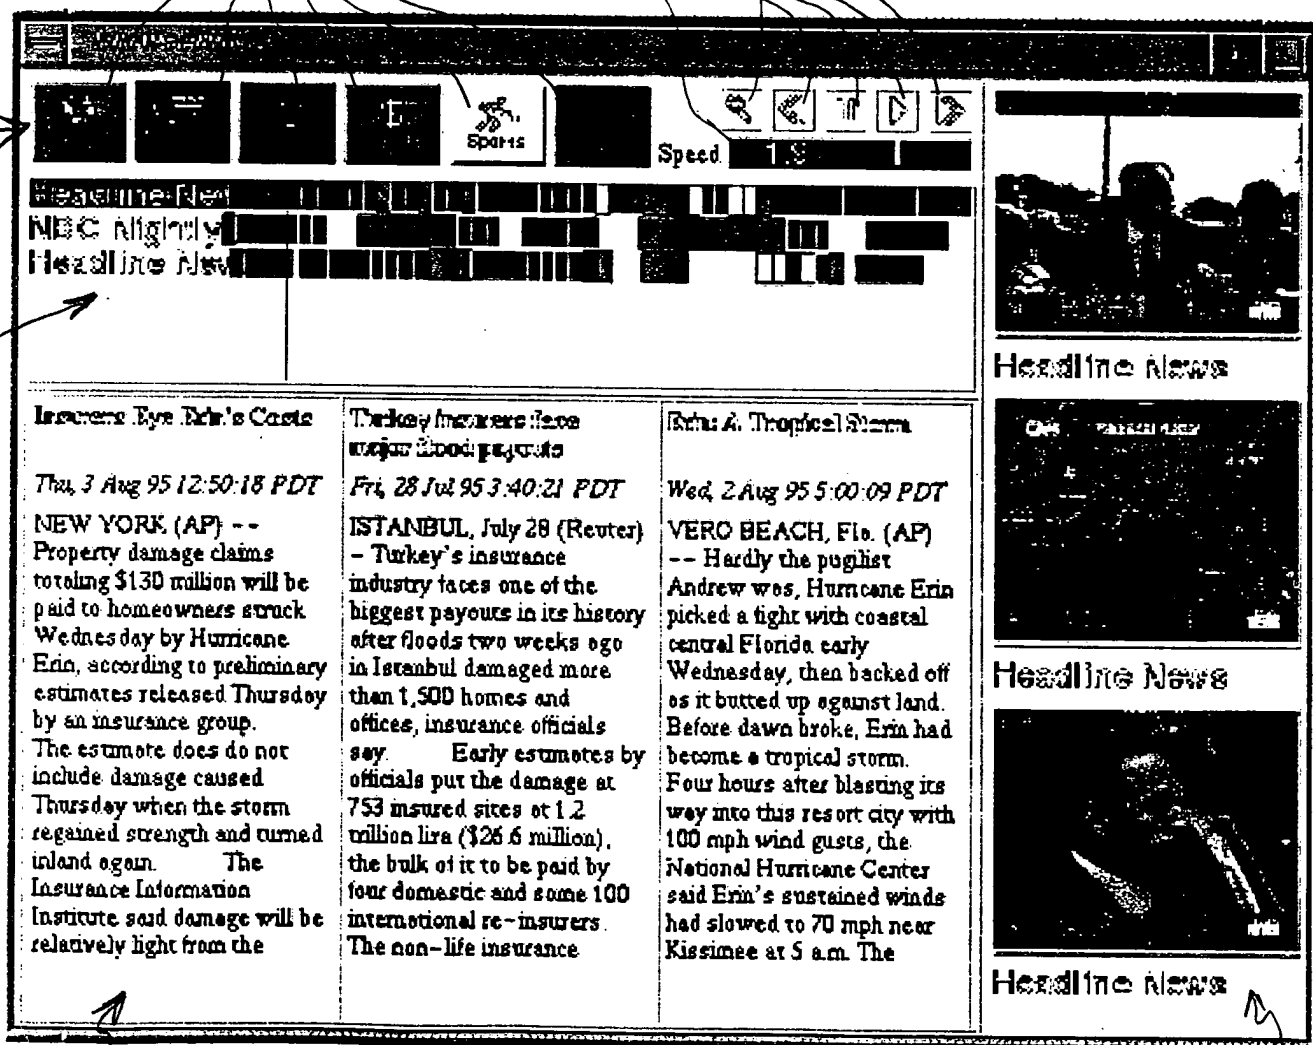 Sports
Speed 1.8
Headline New
NBC Nightly
Headline New
Insurers Eye Erin's Costs
Thu, 3 Aug 95 12:50:18 PDT
NEW YORK (AP) --
Property damage claims
totaling $130 million will be
paid to homeowners struck
Wednesday by Hurricane
Erin, according to preliminary
estimates released Thursday
by an insurance group.
The estimate does do not
include damage caused
Thursday when the storm
regained strength and turned
inland again. The
Insurance Information
Institute said damage will be
relatively light from the
Turkey insurers face
major flood payouts
Fri, 28 Jul 95 3:40:21 PDT
ISTANBUL, July 28 (Reuter)
- Turkey's insurance
industry faces one of the
biggest payouts in its history
after floods two weeks ago
in Istanbul damaged more
than 1,500 homes and
offices, insurance officials
say. Early estimates by
officials put the damage at
753 insured sites at 1.2
trillion lira ($26.6 million),
the bulk of it to be paid by
four domestic and some 100
international re-insurers.
The non-life insurance
Erin: A Tropical Storm
Wed, 2 Aug 95 5:00:09 PDT
VERO BEACH, Fla. (AP)
-- Hardly the pugilist
Andrew was, Hurricane Erin
picked a fight with coastal
central Florida early
Wednesday, then backed off
as it butted up against land.
Before dawn broke, Erin had
become a tropical storm.
Four hours after blasting its
way into this resort city with
100 mph wind gusts, the
National Hurricane Center
said Erin's sustained winds
had slowed to 70 mph near
Kissimee at 5 a.m. The
Headline News
Headline News
Headline News